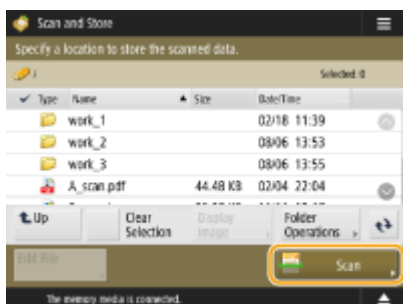 Scan and Store
Specify a location to store the scanned data.
Selected: 0
Type Name ▲ Size Date/Time
work_1 02/18 11:39
work_2 08/06 13:53
work_3 08/06 13:55
A_scan.pdf 44.48 KB 02/04 22:04
Up Clear Selection Display Image Folder Operations
Edit File Scan
The memory media is connected.